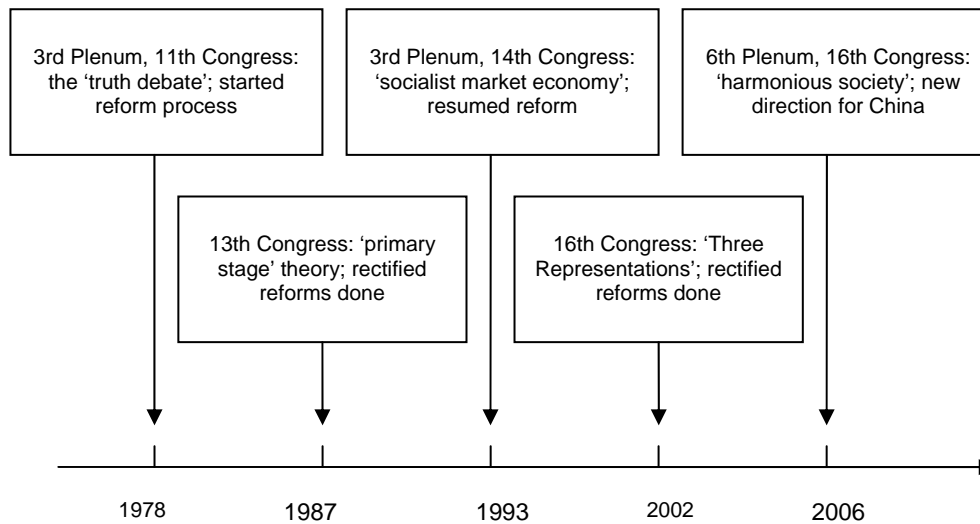 3rd Plenum, 11th Congress:
the ‘truth debate’; started
reform process
3rd Plenum, 14th Congress:
‘socialist market economy’;
resumed reform
6th Plenum, 16th Congress:
‘harmonious society’; new
direction for China
13th Congress: ‘primary
stage’ theory; rectified
reforms done
16th Congress: ‘Three
Representations’; rectified
reforms done
1978
1987
1993
2002
2006